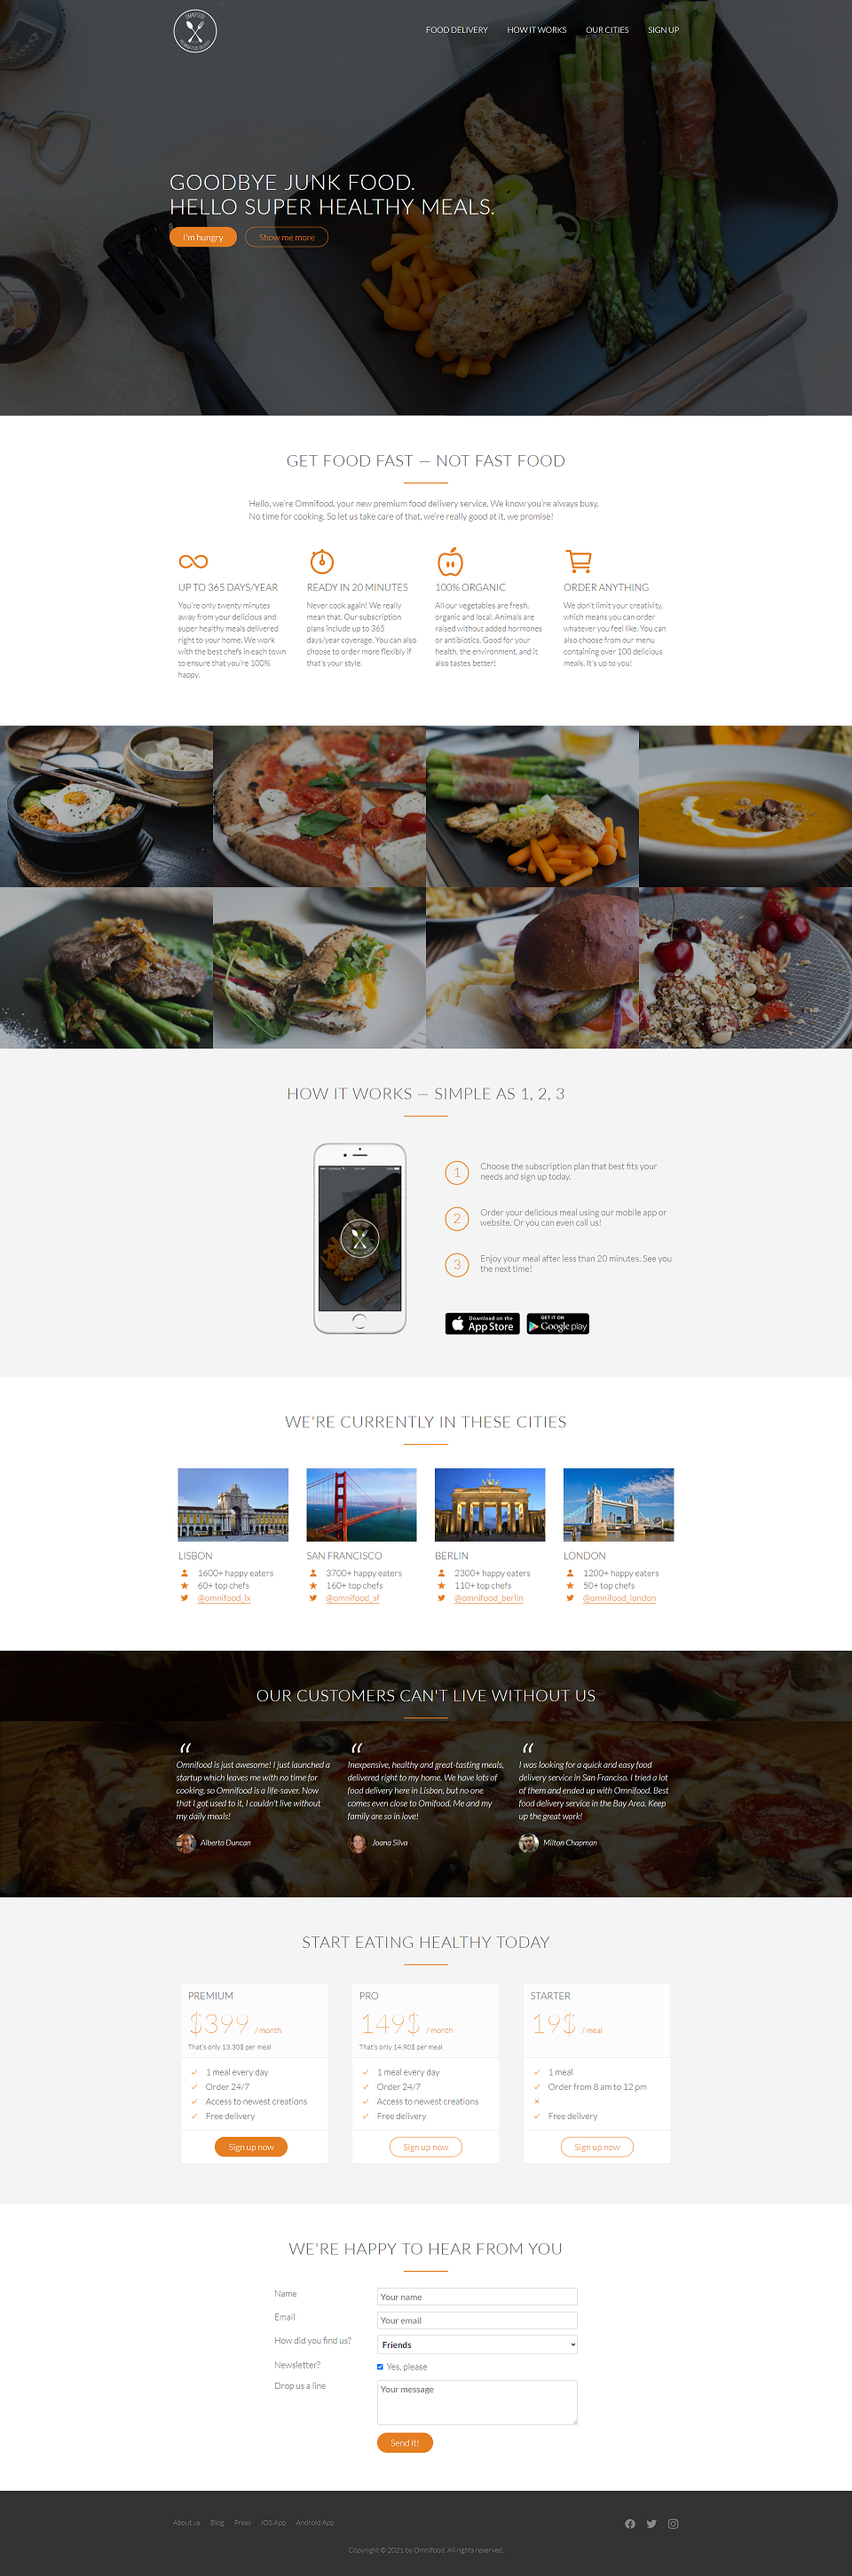 OMNIFOOD
FOOD DELIVERY HOW IT WORKS OUR CITIES SIGN UP
GOODBYE JUNK FOOD.
HELLO SUPER HEALTHY MEALS.
I'm hungry Show me more
GET FOOD FAST — NOT FAST FOOD
Hello, we're Omnifood, your new premium food delivery service. We know you're always busy.
No time for cooking. So let us take care of that, we're really good at it, we promise!
UP TO 365 DAYS/YEAR
You're only twenty minutes
away from your delicious and
super healthy meals delivered
right to your home. We work
with the best chefs in each town
to ensure that you're 100%
happy.
READY IN 20 MINUTES
Never cook again! We really
mean that. Our subscription
plans include up to 365
days/year coverage. You can also
choose to order more flexibly if
that's your style.
100% ORGANIC
All our vegetables are fresh,
organic and local. Animals are
raised without added hormones
or antibiotics. Good for your
health, the environment, and it
also tastes better!
ORDER ANYTHING
We don't limit your creativity,
which means you can order
whatever you feel like. You can
also choose from our menu
containing over 100 delicious
meals. It's up to you!
HOW IT WORKS — SIMPLE AS 1, 2, 3
1
Choose the subscription plan that best fits your
needs and sign up today.
2
Order your delicious meal using our mobile app or
website. Or you can even call us!
3
Enjoy your meal after less than 20 minutes. See you
the next time!
Download on the
App Store
GET IT ON
Google play
WE'RE CURRENTLY IN THESE CITIES
LISBON
1600+ happy eaters
60+ top chefs
@omnifood_lx
SAN FRANCISCO
3700+ happy eaters
160+ top chefs
@omnifood_sf
BERLIN
2300+ happy eaters
110+ top chefs
@omnifood_berlin
LONDON
1200+ happy eaters
50+ top chefs
@omnifood_london
OUR CUSTOMERS CAN'T LIVE WITHOUT US
“
Omnifood is just awesome! I just launched a
startup which leaves me with no time for
cooking, so Omnifood is a life-saver. Now
that I got used to it, I couldn't live without
my daily meals!
Alberto Duncan
“
Inexpensive, healthy and great-tasting meals,
delivered right to my home. We have lots of
food delivery here in Lisbon, but no one
comes even close to Omifood. Me and my
family are so in love!
Joana Silva
“
I was looking for a quick and easy food
delivery service in San Franciso. I tried a lot
of them and ended up with Omnifood. Best
food delivery service in the Bay Area. Keep
up the great work!
Milton Chapman
START EATING HEALTHY TODAY
PREMIUM
$399 / month
That's only 13.30$ per meal
1 meal every day
Order 24/7
Access to newest creations
Free delivery
Sign up now
PRO
149$ / month
That's only 14.90$ per meal
1 meal every day
Order 24/7
Access to newest creations
Free delivery
Sign up now
STARTER
19$ / meal
1 meal
Order from 8 am to 12 pm
Free delivery
Sign up now
WE'RE HAPPY TO HEAR FROM YOU
Name Your name
Email Your email
How did you find us? Friends
Newsletter? Yes, please
Drop us a line Your message
Send it!
About us Blog Press iOS App Android App
Copyright © 2021 by Omnifood. All rights reserved.